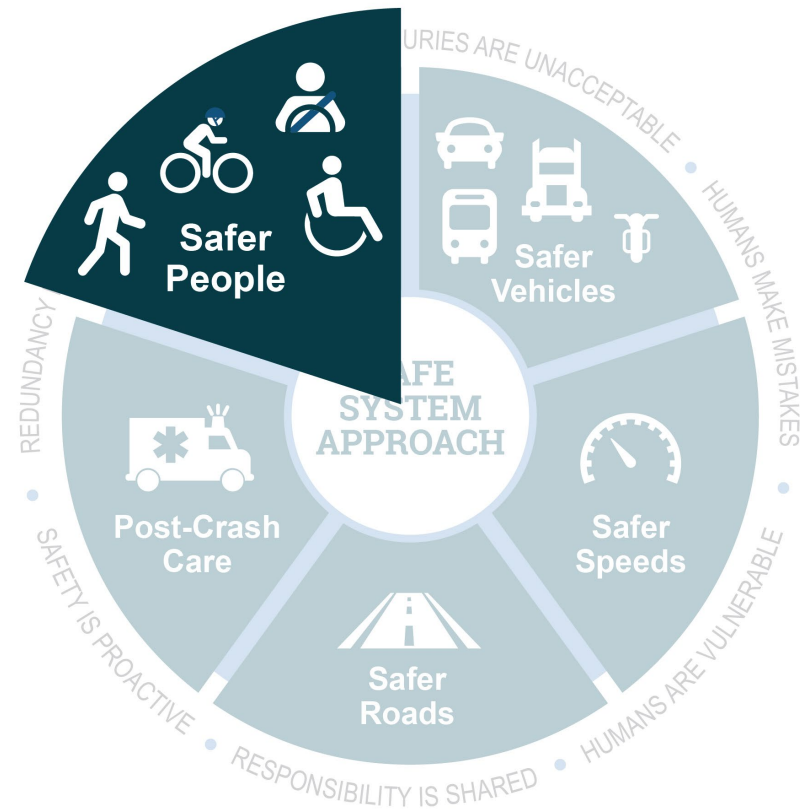 Safer
People
Safer
Vehicles
Safer
Speeds
Safer
Roads
Post-Crash
Care
SYSTEM
APPROACH
ARE UNACCEPTABLE
HUMANS MAKE MISTAKES
HUMANS ARE VULNERABLE
RESPONSIBILITY IS SHARED
SAFETY IS PROACTIVE
REDUNDANCY